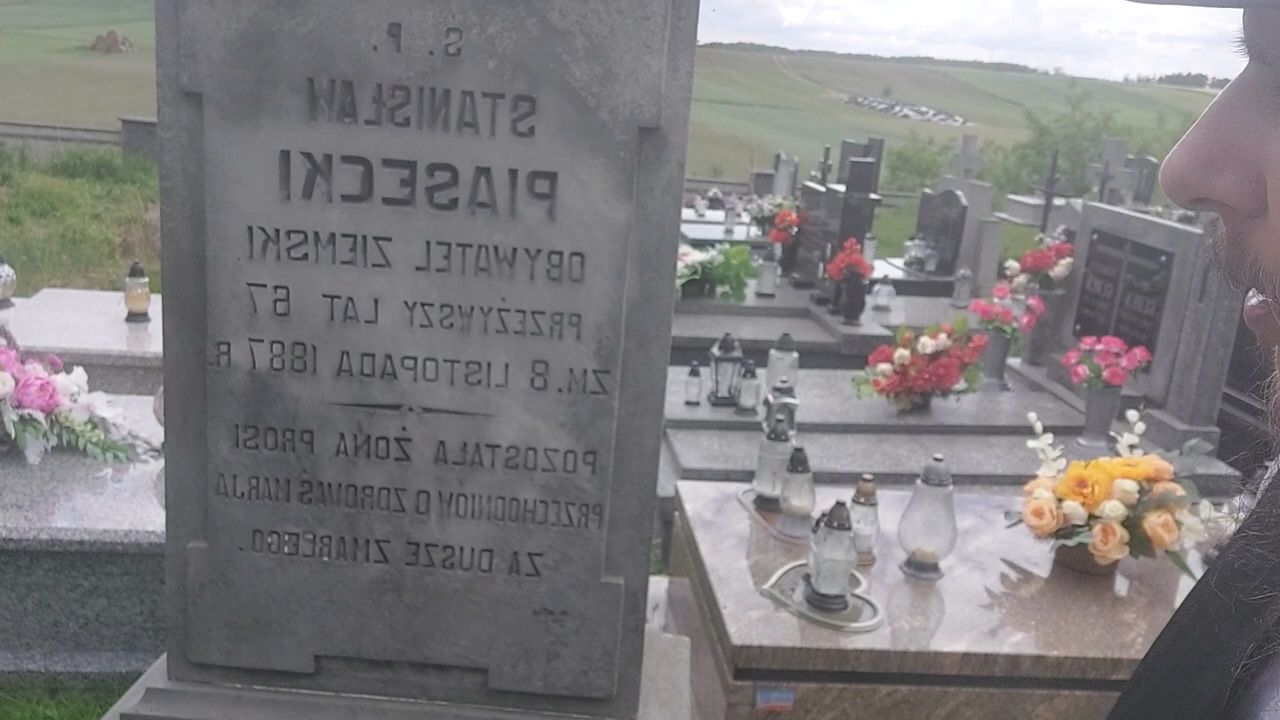 S. P.
STANISŁAW
PIASECKI
OBYWATEL ZIEMSKI
PRZEŻYWSZY LAT 67
ZM. 8 LISTOPADA 1887 R.
POZOSTAŁA ŻONA PROSI
PRZECHODNIÓW O ZDROWAŚ MARJA
ZA DUSZE ZMARŁEGO.